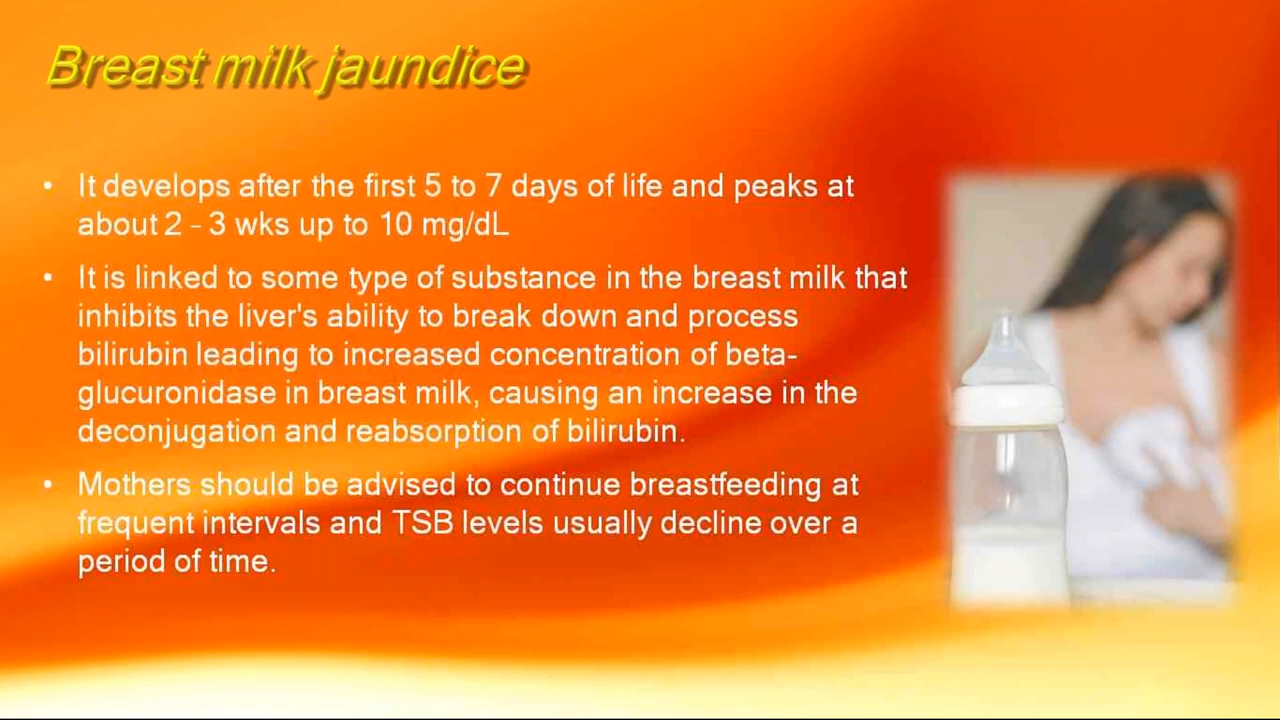 Breast milk jaundice
• It develops after the first 5 to 7 days of life and peaks at
about 2 - 3 wks up to 10 mg/dL
• It is linked to some type of substance in the breast milk that
inhibits the liver's ability to break down and process
bilirubin leading to increased concentration of beta-
glucuronidase in breast milk, causing an increase in the
deconjugation and reabsorption of bilirubin.
• Mothers should be advised to continue breastfeeding at
frequent intervals and TSB levels usually decline over a
period of time.